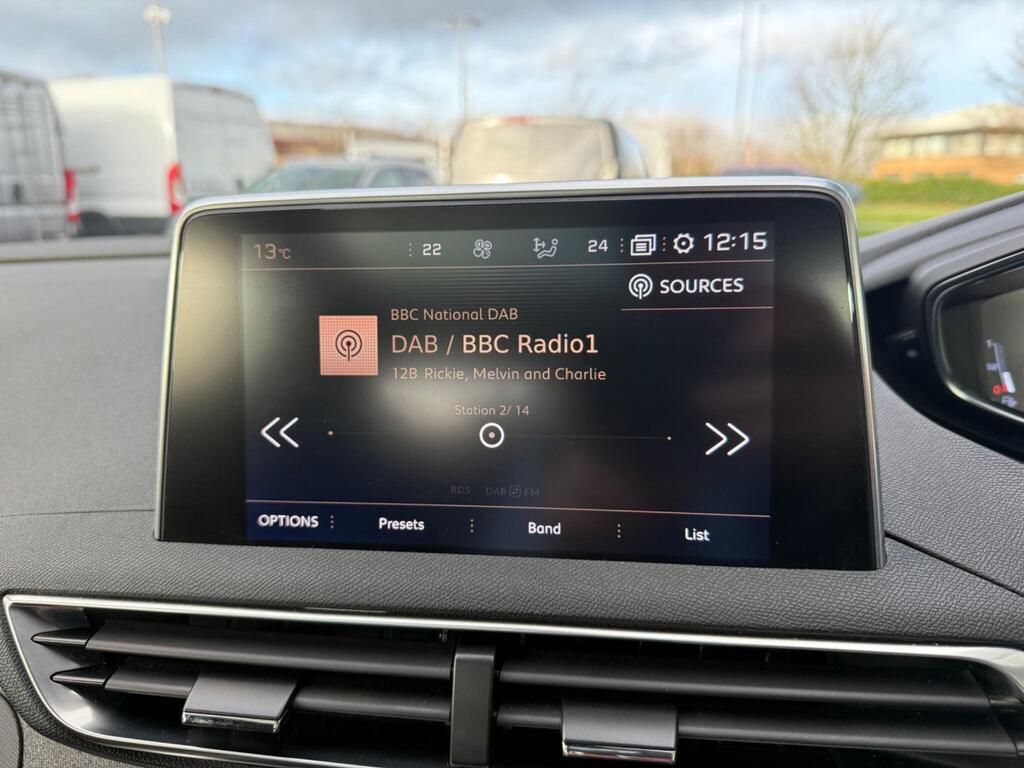 13°C 22 24 12:15
SOURCES
BBC National DAB
DAB / BBC Radio1
12B Rickie, Melvin and Charlie
Station 2/ 14
RDS DAB FM
OPTIONS Presets Band List